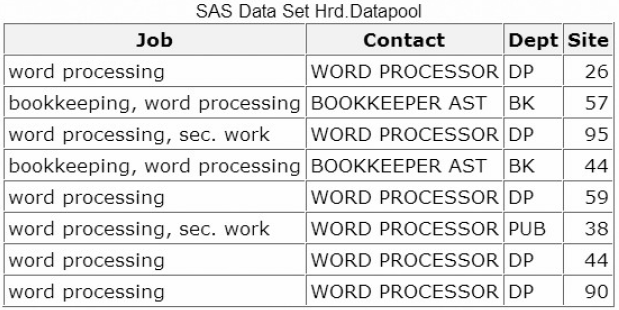 SAS Data Set Hrd.Datapool
Job Contact Dept Site
word processing WORD PROCESSOR DP 26
bookkeeping, word processing BOOKKEEPER AST BK 57
word processing, sec. work WORD PROCESSOR DP 95
bookkeeping, word processing BOOKKEEPER AST BK 44
word processing WORD PROCESSOR DP 59
word processing, sec. work WORD PROCESSOR PUB 38
word processing WORD PROCESSOR DP 44
word processing WORD PROCESSOR DP 90